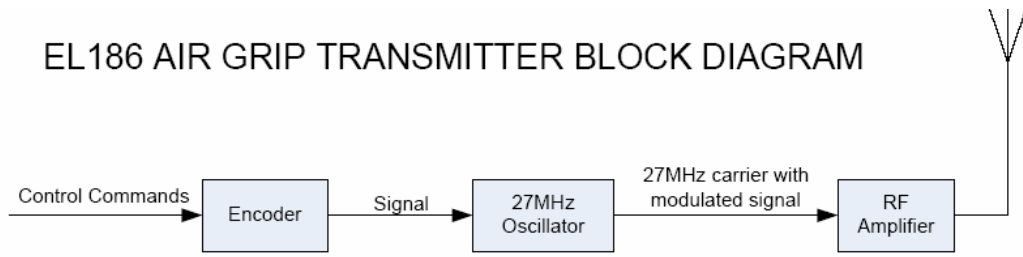 EL186 AIR GRIP TRANSMITTER BLOCK DIAGRAM
Control Commands
Encoder
Signal
27MHz
Oscillator
27MHz carrier with
modulated signal
RF
Amplifier